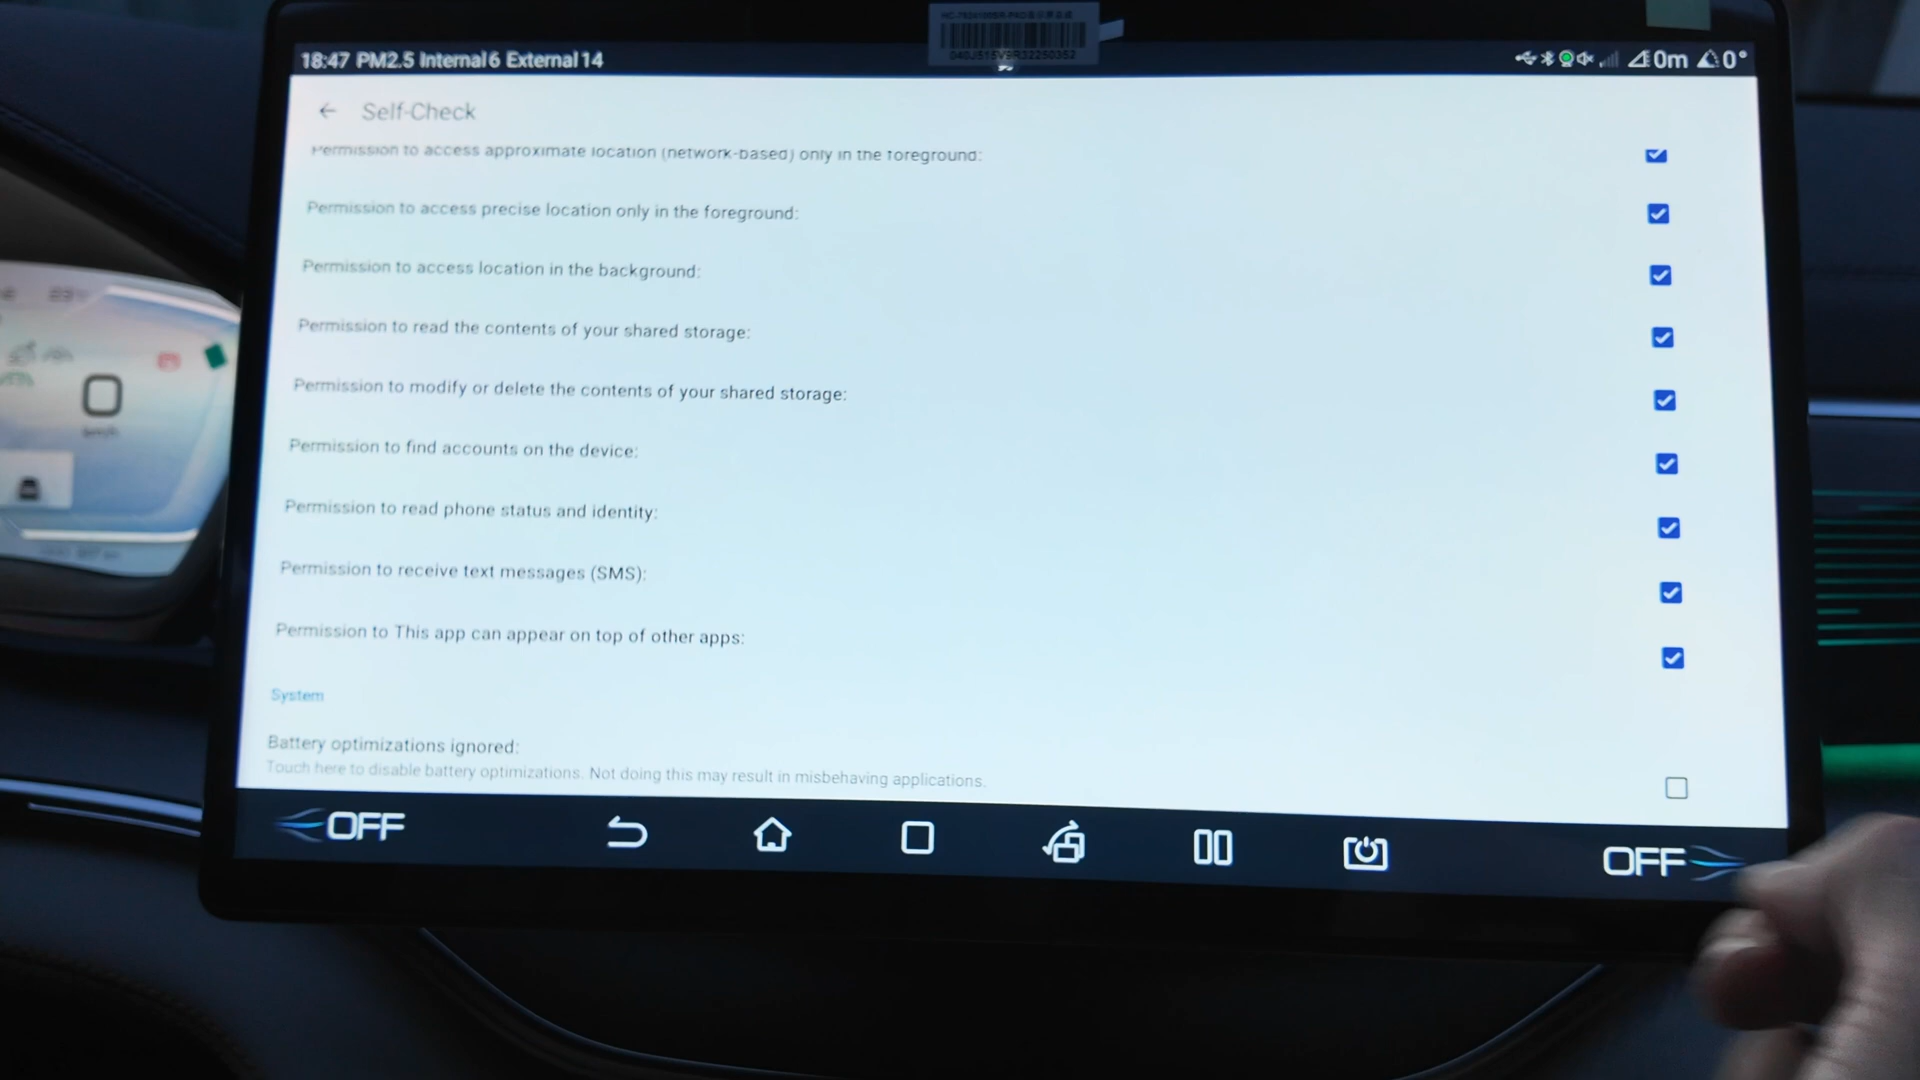 18:47 PM2.5 Internal6 External14
0m 0°
← Self-Check
Permission to access approximate location (network-based) only in the foreground:
Permission to access precise location only in the foreground:
Permission to access location in the background:
Permission to read the contents of your shared storage:
Permission to modify or delete the contents of your shared storage:
Permission to find accounts on the device:
Permission to read phone status and identity:
Permission to receive text messages (SMS):
Permission to This app can appear on top of other apps:
System
Battery optimizations ignored:
Touch here to disable battery optimizations. Not doing this may result in misbehaving applications.
OFF
OFF